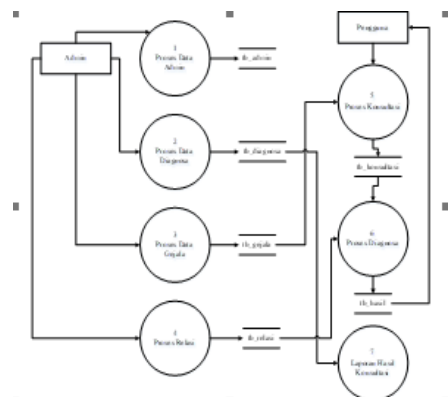 Admin
1
Proses Data
Admin
tb_admin
Pengguna
2
Proses Data
Diagnosa
tb_diagnosa
5
Proses Konsultasi
tb_konsultasi
3
Proses Data
Gejala
tb_gejala
6
Proses Diagnosa
tb_hasil
4
Proses Relasi
tb_relasi
7
Laporan Hasil
Konsultasi